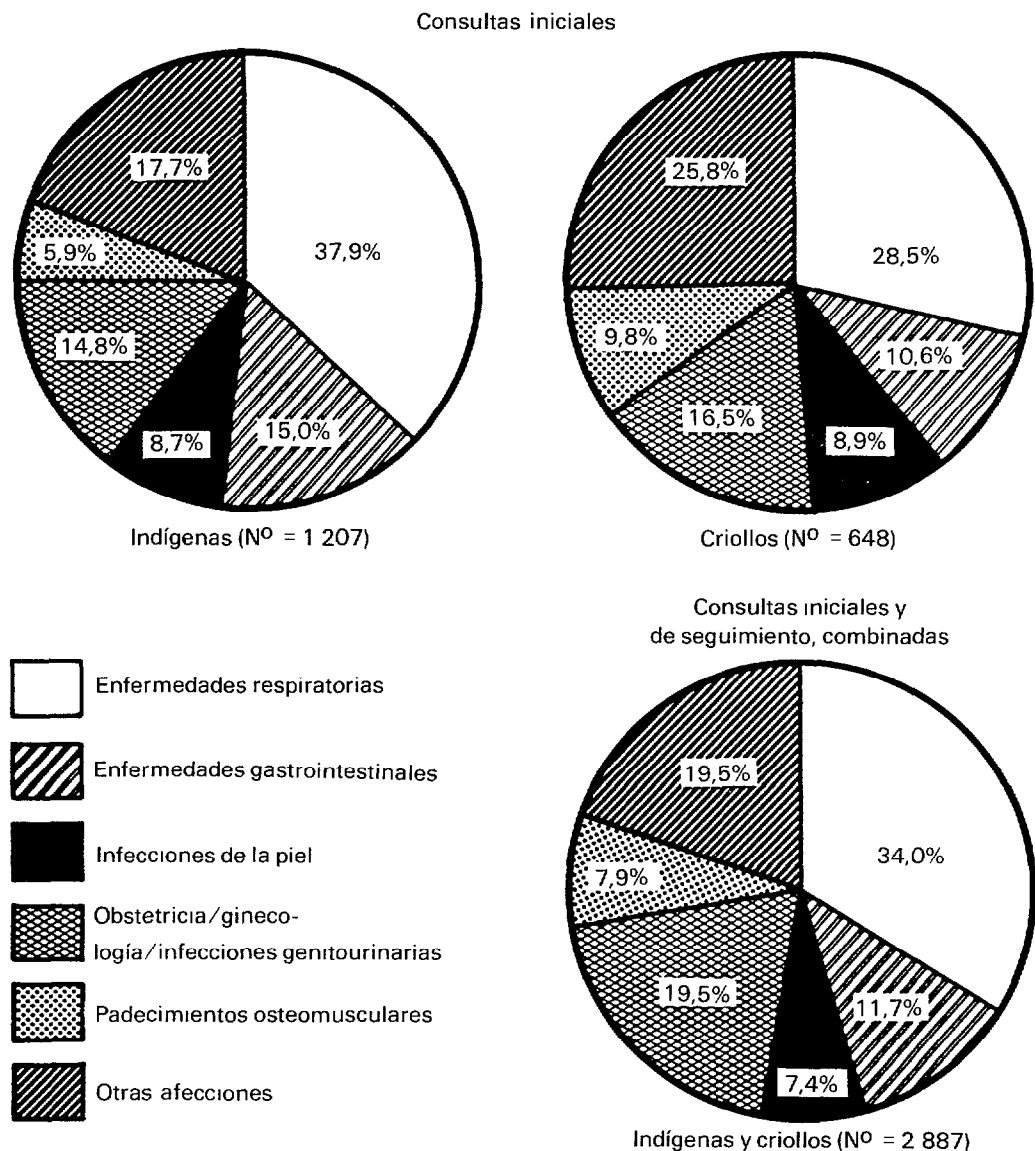 Consultas iniciales
17,7%
37,9%
5,9%
14,8%
8,7%
15,0%
Indígenas (Nº = 1 207)
25,8%
28,5%
9,8%
10,6%
16,5%
8,9%
Criollos (Nº = 648)
Enfermedades respiratorias
Enfermedades gastrointestinales
Infecciones de la piel
Obstetricia/gineco-
logía/infecciones genitourinarias
Padecimientos osteomusculares
Otras afecciones
Consultas iniciales y
de seguimiento, combinadas
19,5%
34,0%
7,9%
19,5%
11,7%
7,4%
Indígenas y criollos (Nº = 2 887)